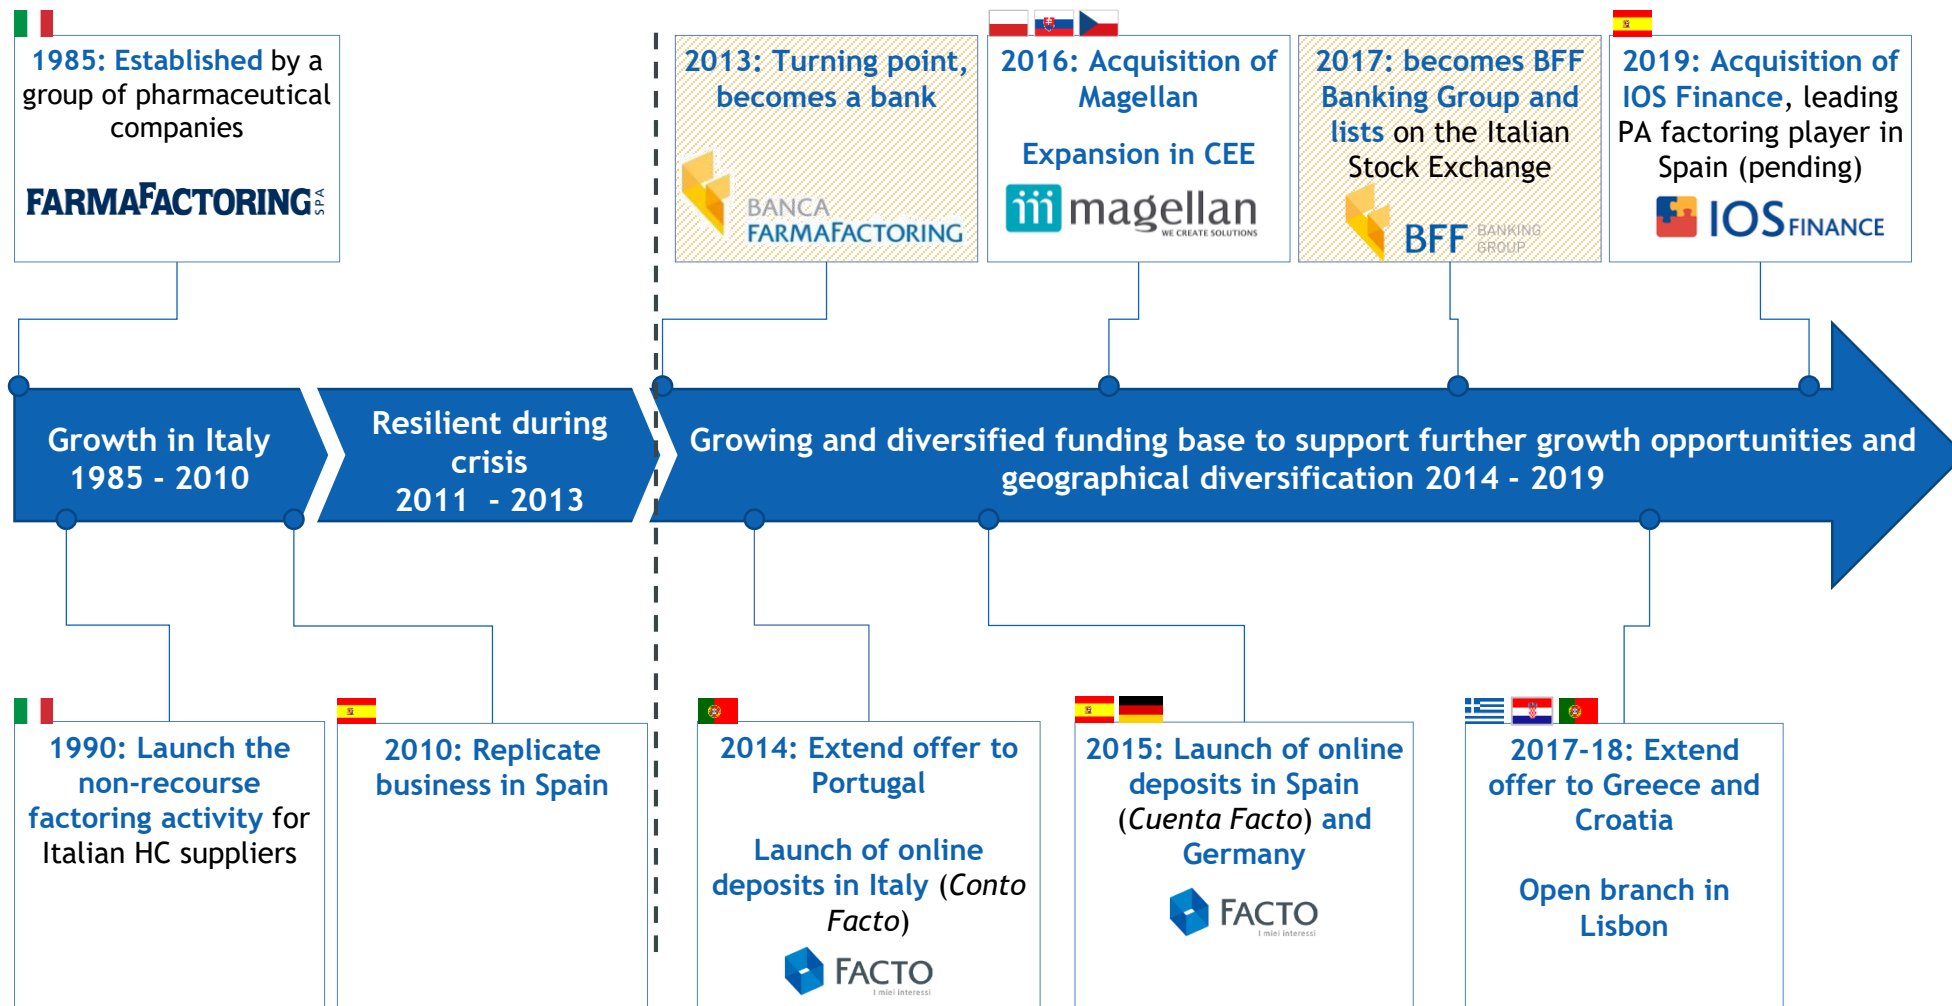 1985: Established by a
group of pharmaceutical
companies
FARMAFACTORING SPA
2013: Turning point,
becomes a bank
BANCA
FARMAFACTORING
2016: Acquisition of
Magellan
Expansion in CEE
magellan
WE CREATE SOLUTIONS
2017: becomes BFF
Banking Group and
lists on the Italian
Stock Exchange
BFF BANKING
GROUP
2019: Acquisition of
IOS Finance, leading
PA factoring player in
Spain (pending)
IOS FINANCE
Growth in Italy
1985 - 2010
Resilient during
crisis
2011 - 2013
Growing and diversified funding base to support further growth opportunities and
geographical diversification 2014 - 2019
1990: Launch the
non-recourse
factoring activity for
Italian HC suppliers
2010: Replicate
business in Spain
2014: Extend offer to
Portugal
Launch of online
deposits in Italy (Conto
Facto)
FACTO
I miei interessi
2015: Launch of online
deposits in Spain
(Cuenta Facto) and
Germany
FACTO
I miei interessi
2017-18: Extend
offer to Greece and
Croatia
Open branch in
Lisbon